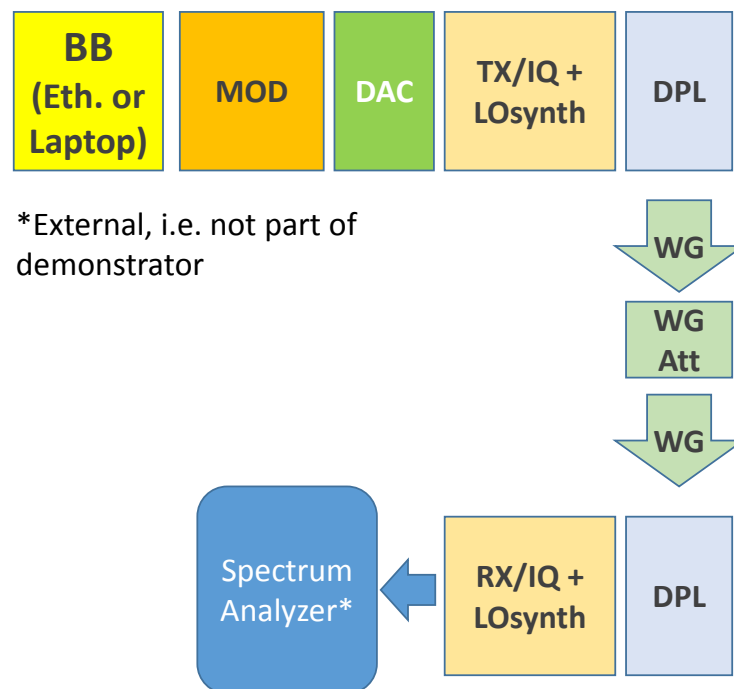 BB
(Eth. or
Laptop)
MOD
DAC
TX/IQ +
LOsynth
DPL
*External, i.e. not part of
demonstrator
WG
WG
Att
WG
Spectrum
Analyzer*
RX/IQ +
LOsynth
DPL